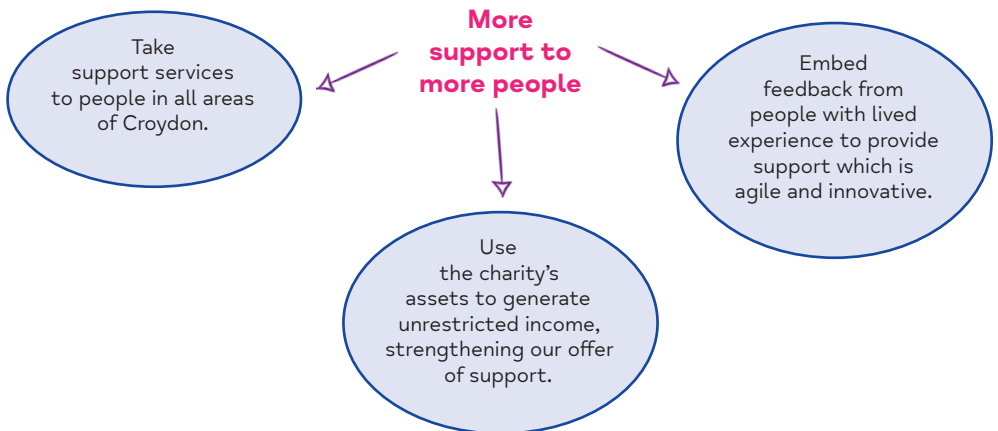 More
support to
more people
Take
support services
to people in all areas
of Croydon.
Use
the charity’s
assets to generate
unrestricted income,
strengthening our offer
of support.
Embed
feedback from
people with lived
experience to provide
support which is
agile and innovative.